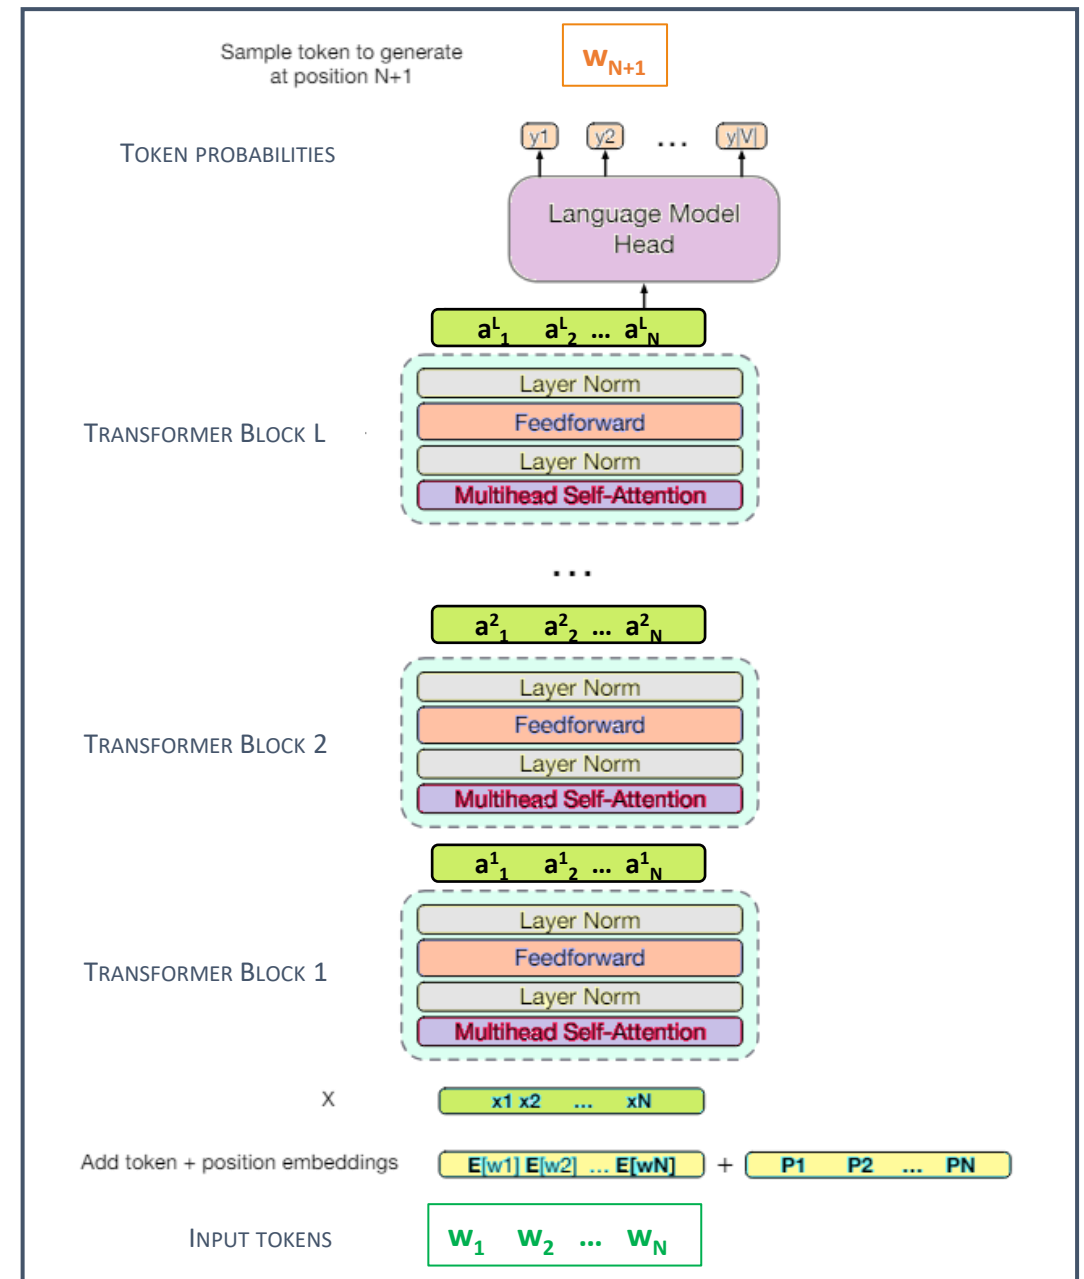 Sample token to generate
at position N+1
wN+1
TOKEN PROBABILITIES
y1 y2 ... y|V|
Language Model
Head
aL1 aL2 ... aLN
Layer Norm
Feedforward
TRANSFORMER BLOCK L
Layer Norm
Multihead Self-Attention
...
a21 a22 ... a2N
Layer Norm
Feedforward
TRANSFORMER BLOCK 2
Layer Norm
Multihead Self-Attention
a11 a12 ... a1N
Layer Norm
Feedforward
TRANSFORMER BLOCK 1
Layer Norm
Multihead Self-Attention
X x1 x2 ... xN
Add token + position embeddings E[w1] E[w2] ... E[wN] + P1 P2 ... PN
INPUT TOKENS w1 w2 ... wN